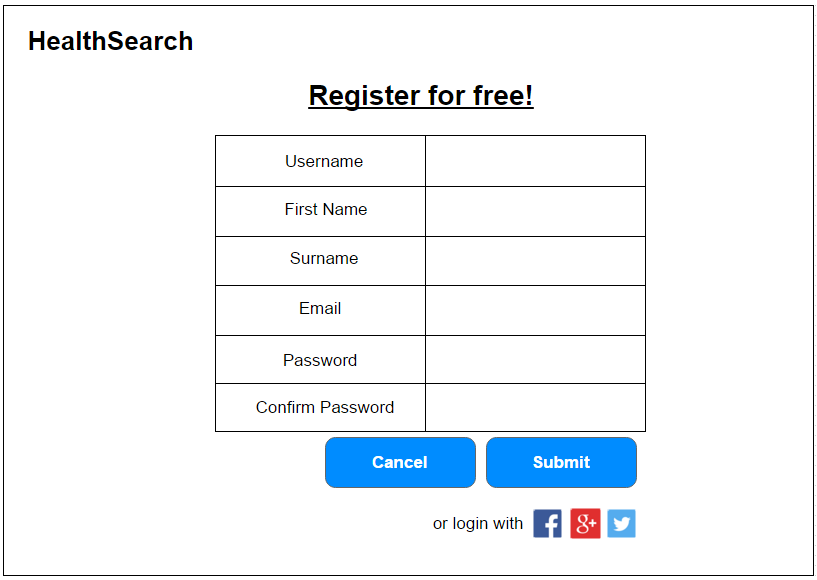 HealthSearch
Register for free!
Username
First Name
Surname
Email
Password
Confirm Password
Cancel Submit
or login with f g+